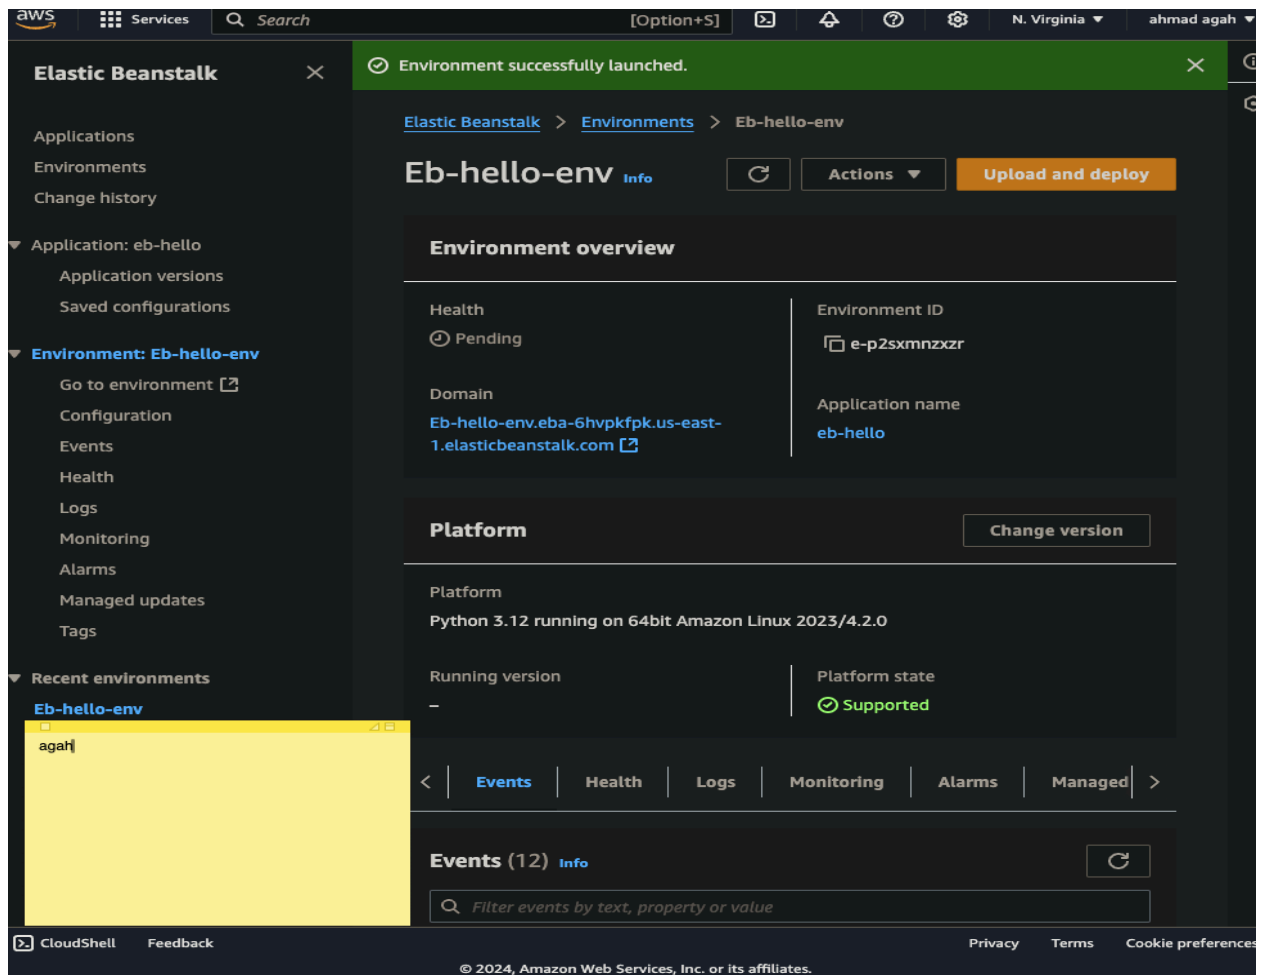 aws Services Search [Option+S] N. Virginia ahmad agah
Elastic Beanstalk
Applications
Environments
Change history
Application: eb-hello
Application versions
Saved configurations
Environment: Eb-hello-env
Go to environment
Configuration
Events
Health
Logs
Monitoring
Alarms
Managed updates
Tags
Recent environments
Eb-hello-env
agah
Environment successfully launched.
Elastic Beanstalk > Environments > Eb-hello-env
Eb-hello-env Info Actions Upload and deploy
Environment overview
Health
Pending
Domain
Eb-hello-env.eba-6hvpkfpk.us-east-
1.elasticbeanstalk.com
Environment ID
e-p2sxmnzxzr
Application name
eb-hello
Platform Change version
Platform
Python 3.12 running on 64bit Amazon Linux 2023/4.2.0
Running version
–
Platform state
Supported
Events Health Logs Monitoring Alarms Managed
Events (12) Info
Filter events by text, property or value
CloudShell Feedback Privacy Terms Cookie preferences
© 2024, Amazon Web Services, Inc. or its affiliates.